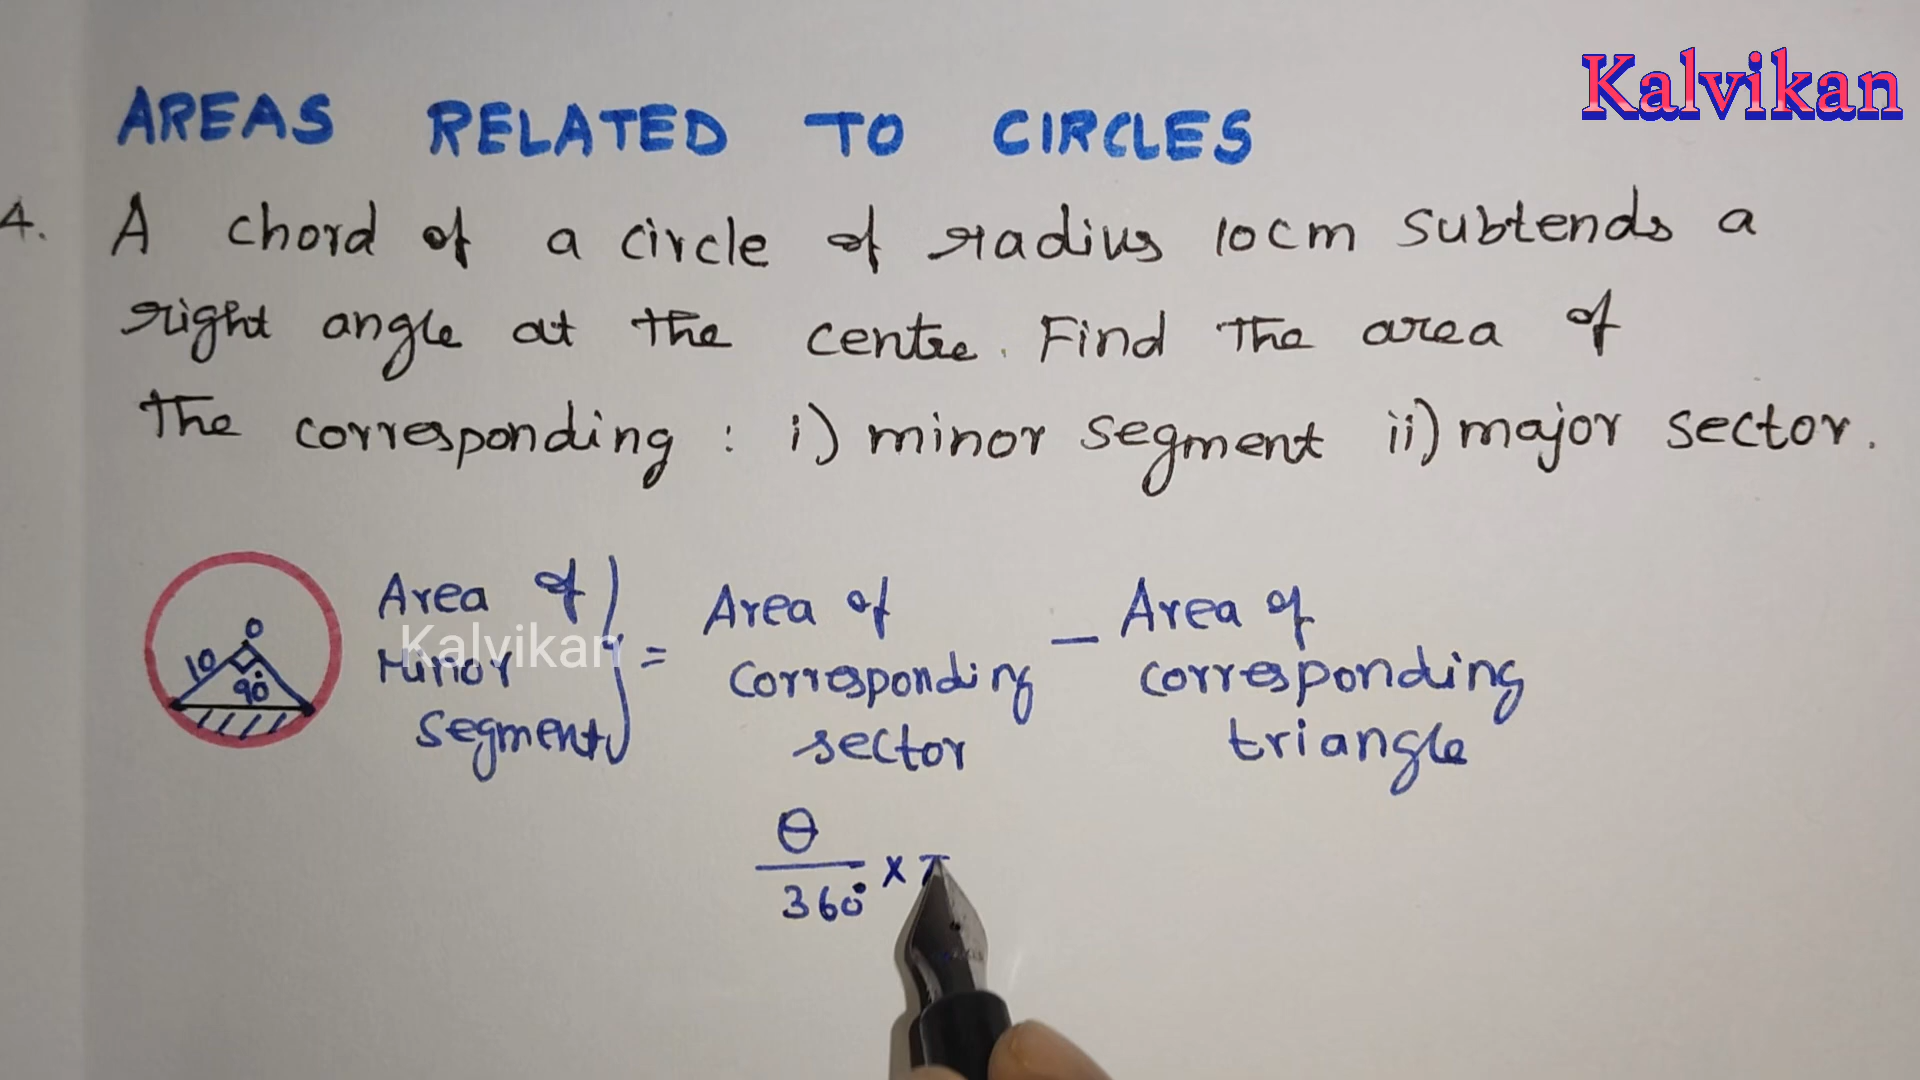 Kalvikan
AREAS RELATED TO CIRCLES
4. A chord of a circle of radius 10cm subtends a
right angle at the centre. Find the area of
the corresponding : i) minor segment ii) major sector.
O
10
90°
Area of
Minor
segment
=
Area of
corresponding
sector
–
Area of
corresponding
triangle
Kalvikan
θ
360° × π